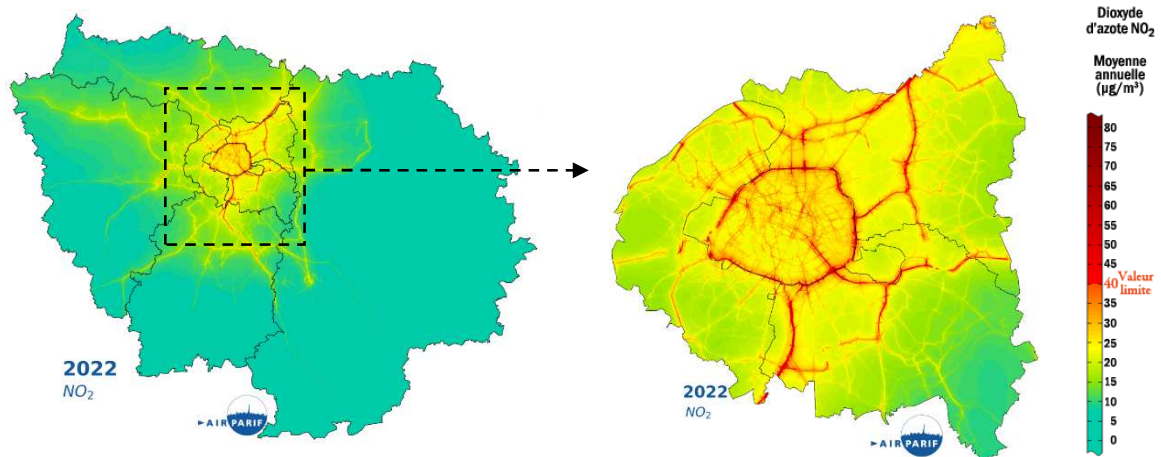 2022
NO₂
AIRPARIF
2022
NO₂
AIRPARIF
Dioxyde
d'azote NO₂
Moyenne
annuelle
(µg/m³)
80
75
70
65
60
55
50
45
40 Valeur
limite
35
30
25
20
15
10
5
0